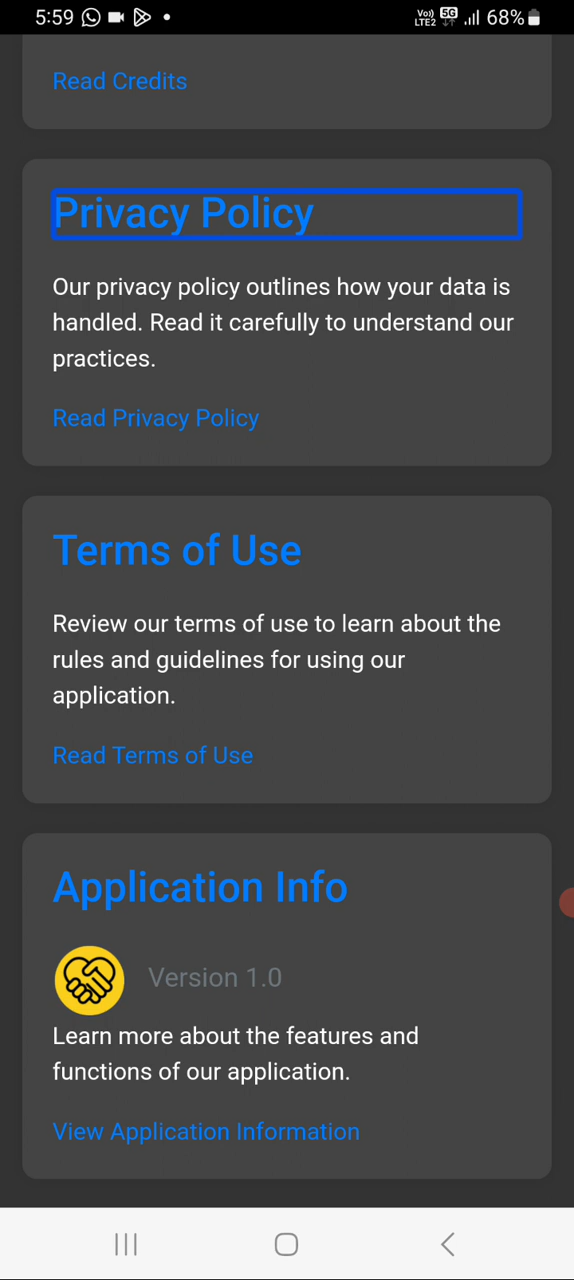 5:59 Vo)) LTE2 5G 68%
Read Credits
Privacy Policy
Our privacy policy outlines how your data is
handled. Read it carefully to understand our
practices.
Read Privacy Policy
Terms of Use
Review our terms of use to learn about the
rules and guidelines for using our
application.
Read Terms of Use
Application Info
Version 1.0
Learn more about the features and
functions of our application.
View Application Information